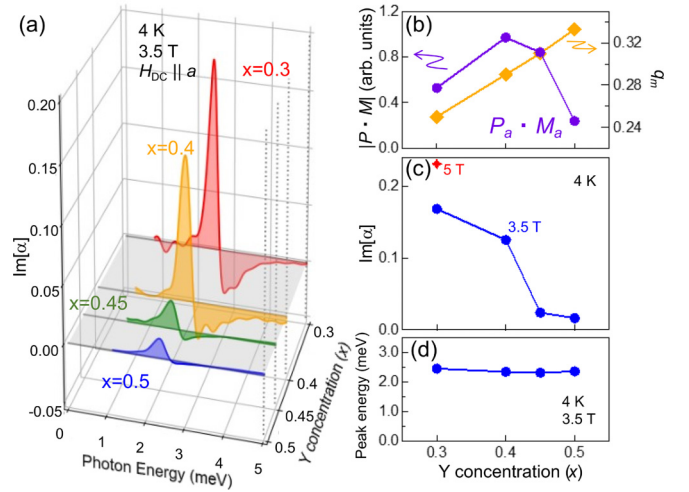 (a)
4 K
3.5 T
H_DC || a
x=0.3
x=0.4
x=0.45
x=0.5
Im[α]
0.20
0.15
0.10
0.05
0.00
-0.05
0
1
2
3
4
5
Photon Energy (meV)
0.3
0.4
0.45
0.5
Y concentration (x)
(b)
|P・M| (arb. units)
1.2
0.8
0.4
0.0
P_a・M_a
0.32
0.28
0.24
q_m
(c)
5 T
4 K
3.5 T
Im[α]
0.2
0.1
0.0
(d)
Peak energy (meV)
3.0
2.0
1.0
0.0
4 K
3.5 T
0.3
0.4
0.5
Y concentration (x)